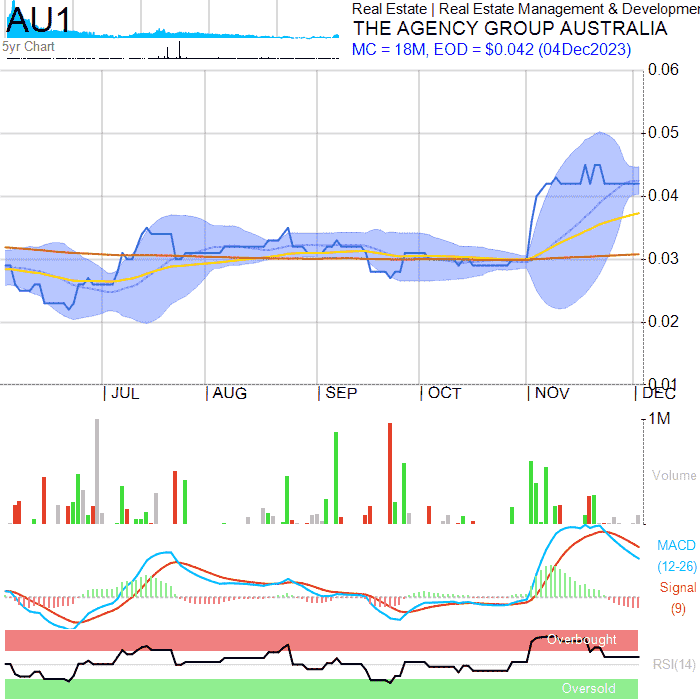 AU1
Real Estate | Real Estate Management & Developmen
THE AGENCY GROUP AUSTRALIA
5yr Chart
MC = 18M, EOD = $0.042 (04Dec2023)
0.06
0.05
0.04
0.03
0.02
0.01
| JUL | AUG | SEP | OCT | NOV | DEC
1M
Volume
MACD
(12-26)
Signal
(9)
Overbought
RSI(14)
Oversold